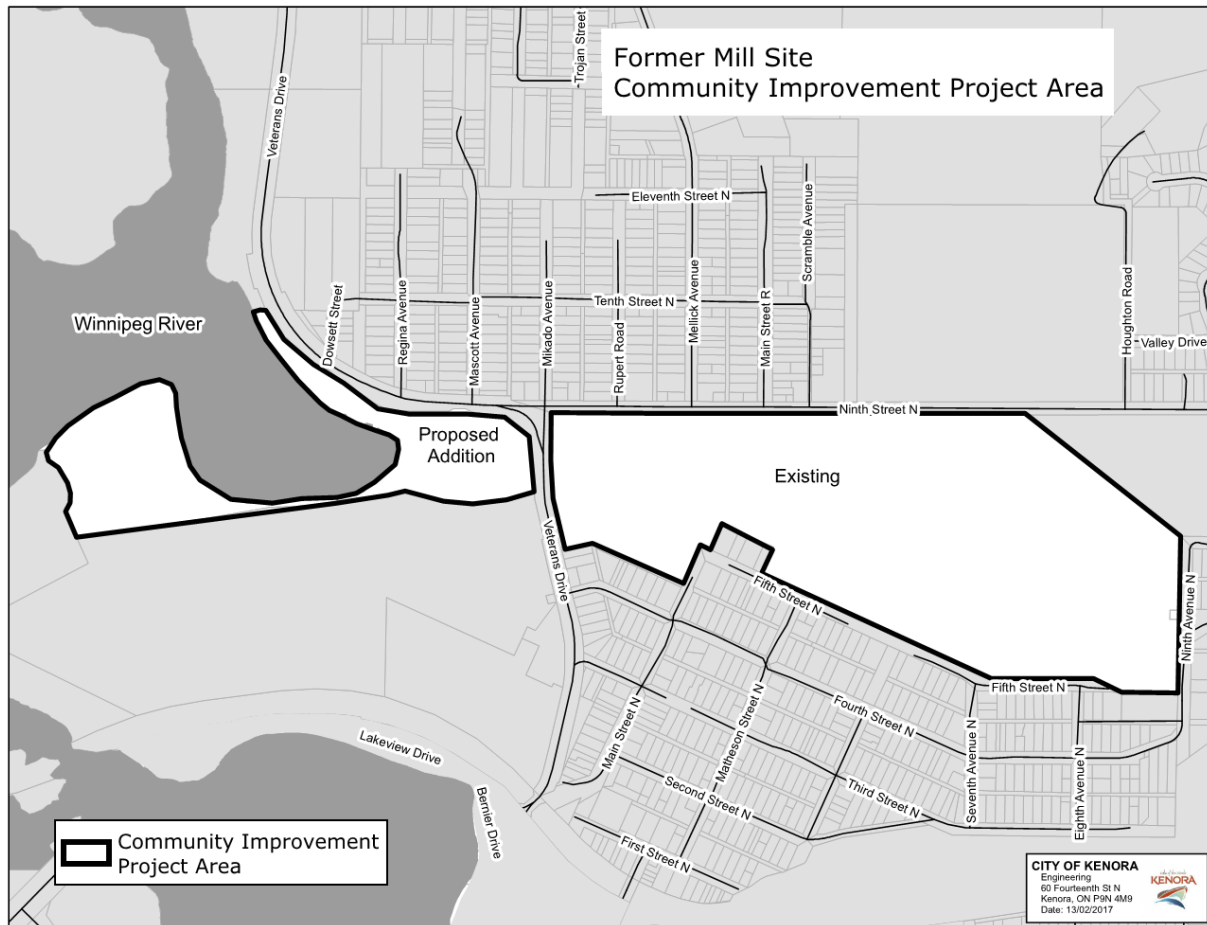 Former Mill Site
Community Improvement Project Area
Trojan Street
Veterans Drive
Eleventh Street N
Scramble Avenue
Regina Avenue
Mascott Avenue
Mikado Avenue
Rupert Road
Mellick Avenue
Main Street R
Tenth Street N
Dowsett Street
Houghton Road
Valley Drive
Winnipeg River
Ninth Street N
Proposed
Addition
Existing
Veterans Drive
Fifth Street N
Ninth Avenue N
Fifth Street N
Main Street N
Matheson Street N
Fourth Street N
Seventh Avenue N
Eighth Avenue N
Lakeview Drive
Bernier Drive
Second Street N
Third Street N
First Street N
Community Improvement
Project Area
CITY OF KENORA
Engineering
60 Fourteenth St N
Kenora, ON P9N 4M9
Date: 13/02/2017
KENORA